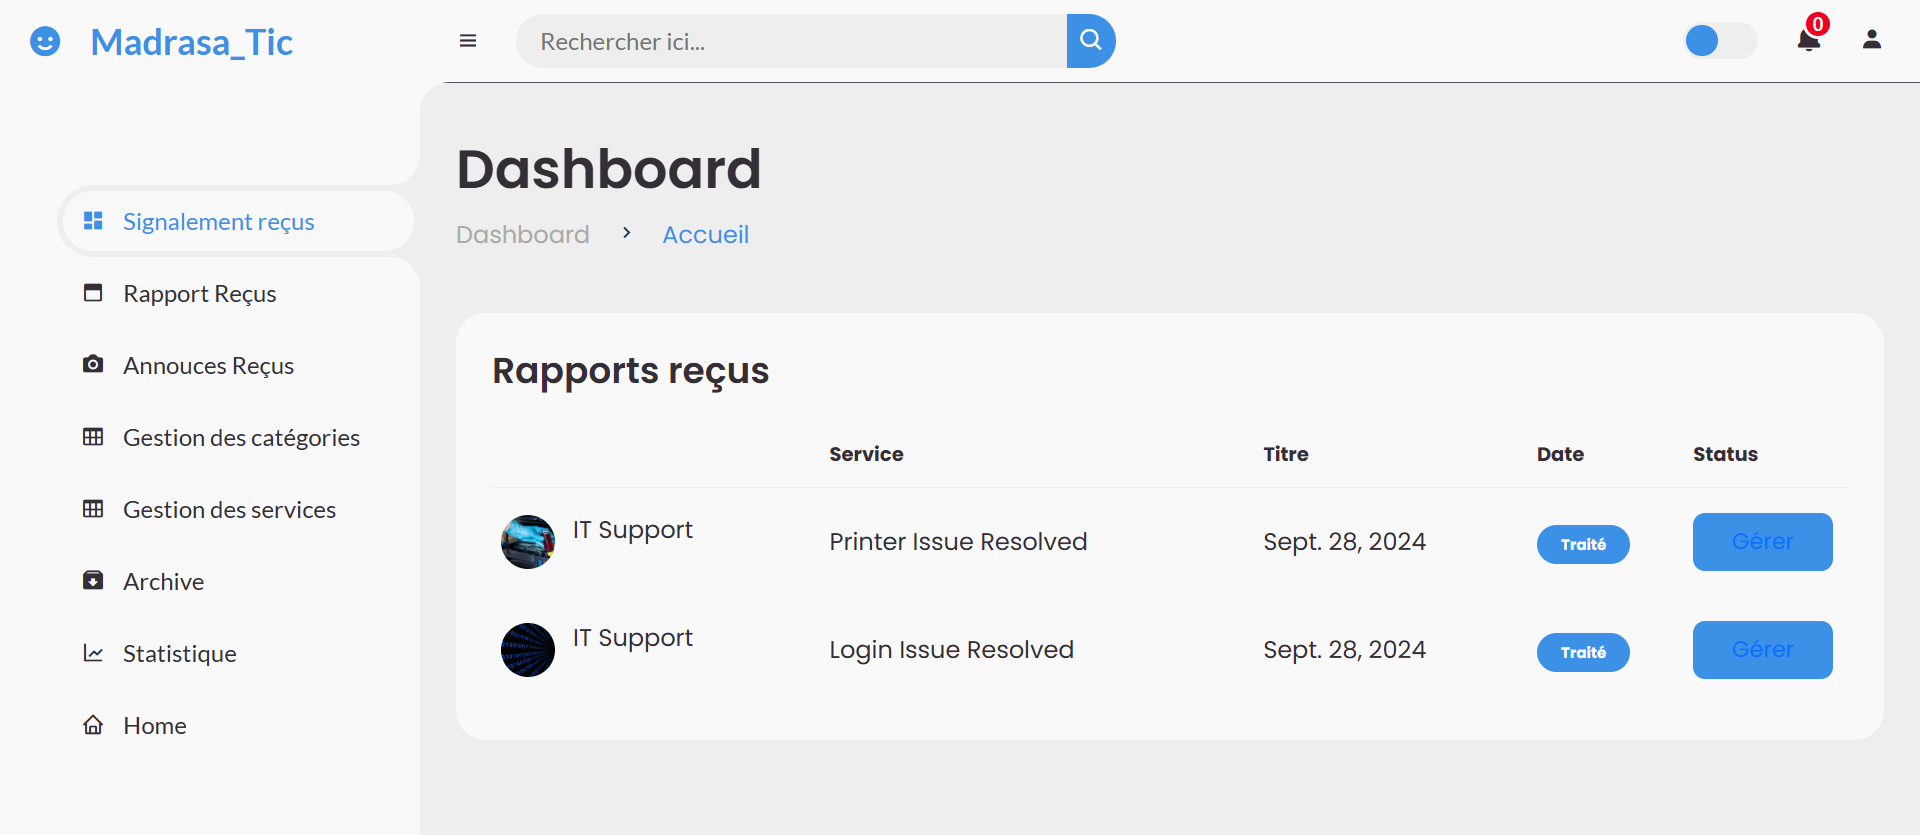 Madrasa_Tic
Rechercher ici...
0
Signalement reçus
Rapport Reçus
Annouces Reçus
Gestion des catégories
Gestion des services
Archive
Statistique
Home
Dashboard
Dashboard > Accueil
Rapports reçus
Service Titre Date Status
IT Support Printer Issue Resolved Sept. 28, 2024 Traité Gérer
IT Support Login Issue Resolved Sept. 28, 2024 Traité Gérer